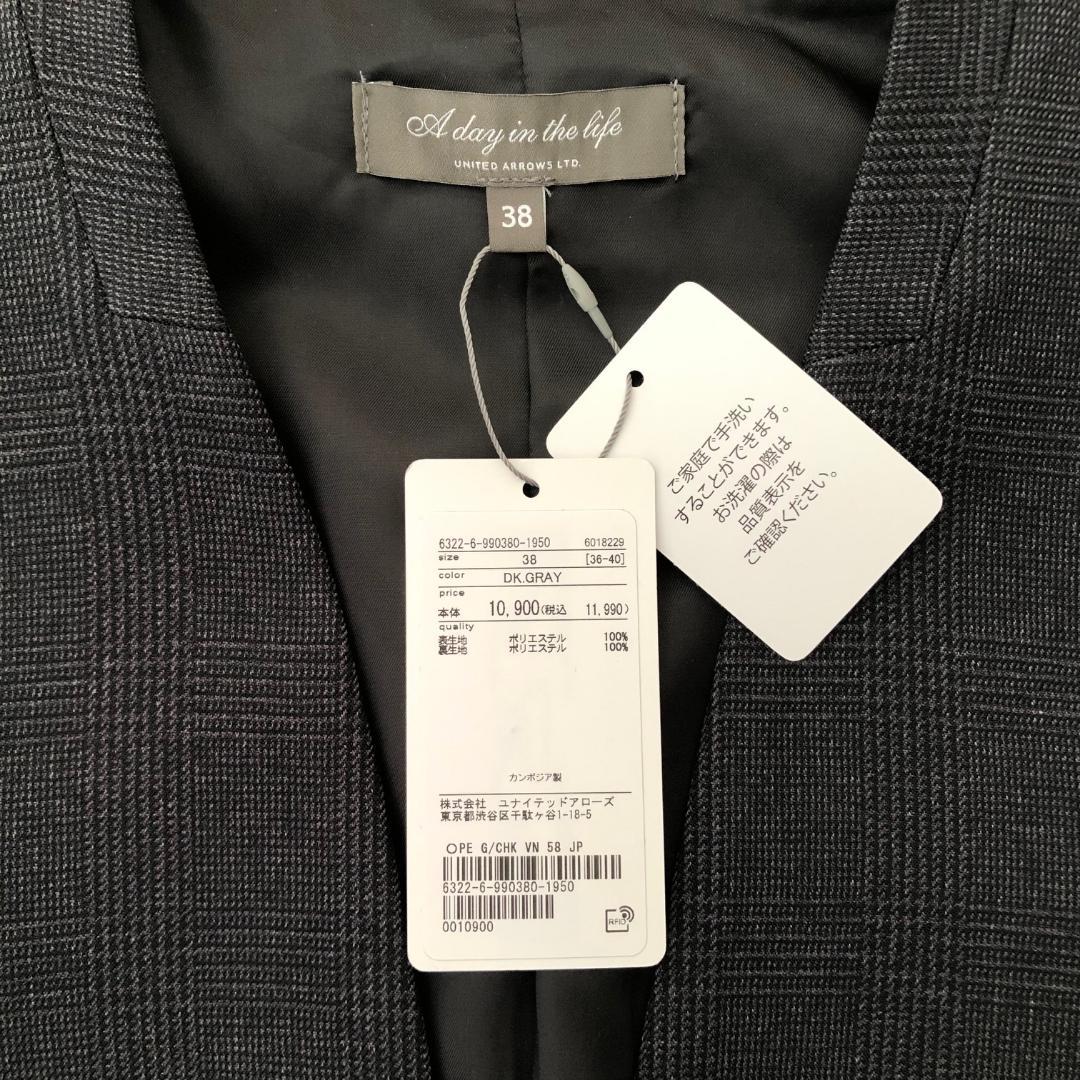 A day in the life
UNITED ARROWS LTD.
38
ご家庭で手洗い
することができます。
お洗濯の際は
品質表示を
ご確認ください。
6322-6-990380-1950 6018229
size 38 [36-40]
color DK.GRAY
price
本体 10,900(税込 11,990)
quality
表生地 ポリエステル 100%
裏生地 ポリエステル 100%
カンボジア製
株式会社 ユナイテッドアローズ
東京都渋谷区千駄ヶ谷1-18-5
OPE G/CHK VN 58 JP
6322-6-990380-1950
0010900
RFID